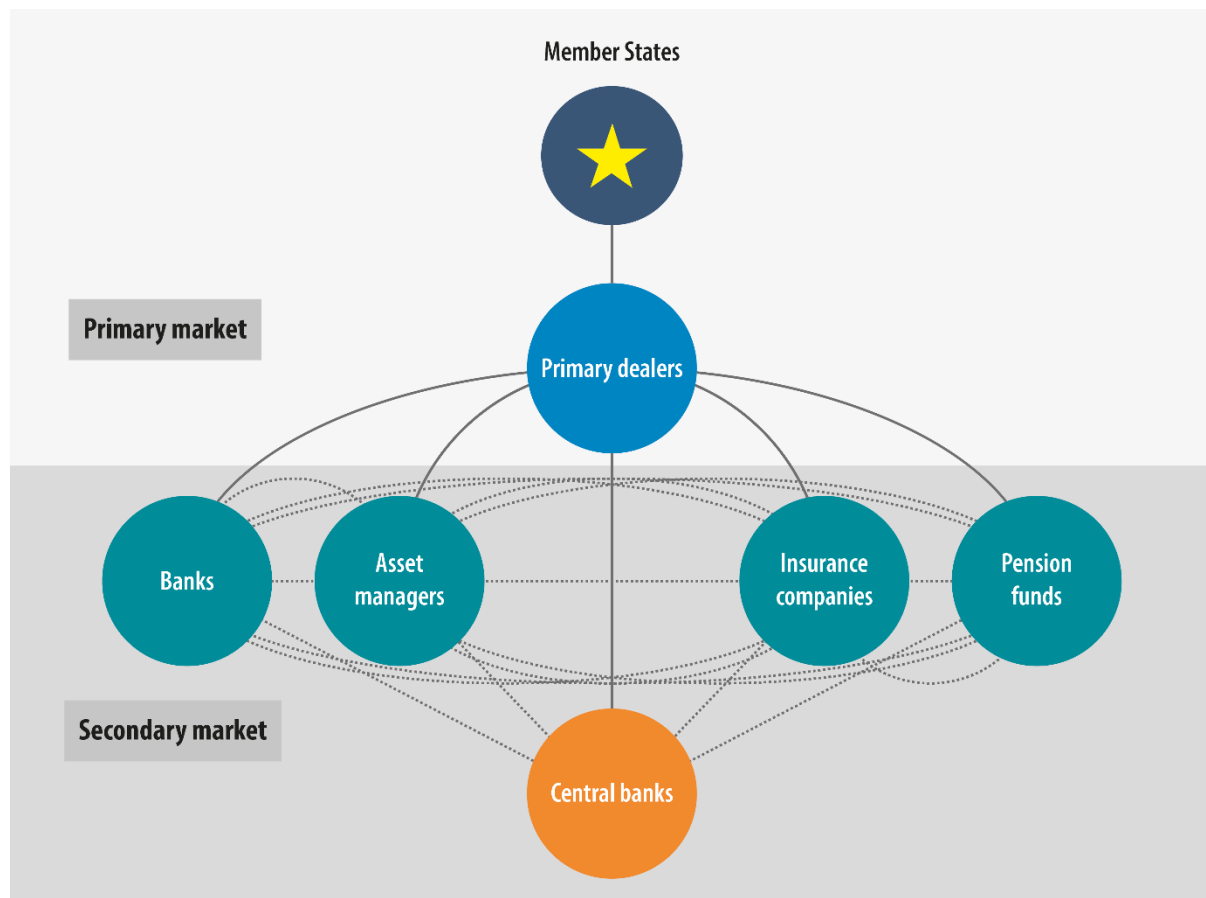 Member States
Primary market
Primary dealers
Banks
Asset
managers
Insurance
companies
Pension
funds
Secondary market
Central banks